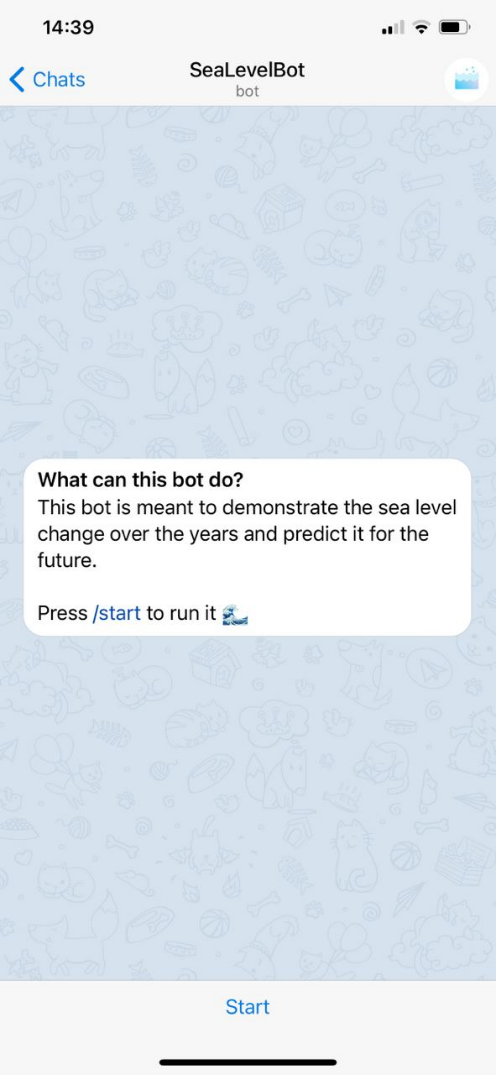 14:39
Chats
SeaLevelBot
bot
What can this bot do?
This bot is meant to demonstrate the sea level
change over the years and predict it for the
future.
Press /start to run it 🌊
Start